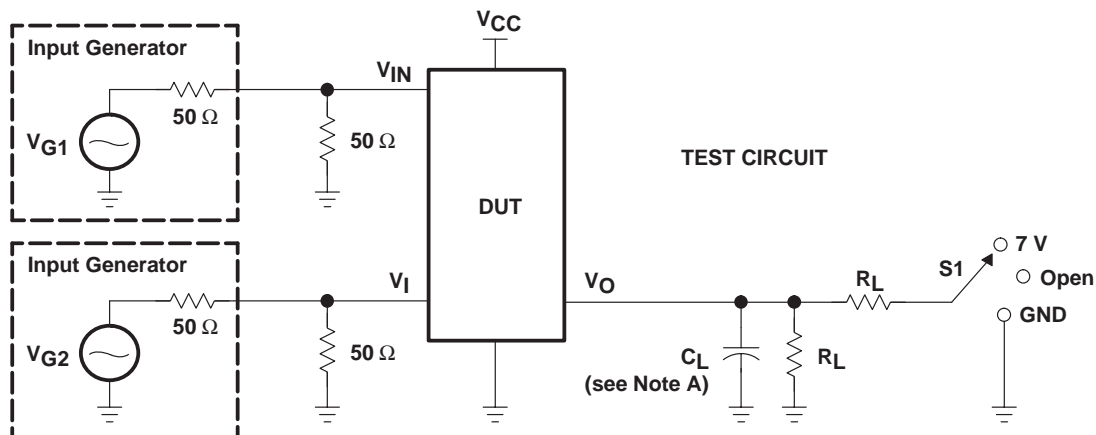 VCC
Input Generator
VIN
50 Ω
VG1
50 Ω
TEST CIRCUIT
DUT
Input Generator
VI
50 Ω
VG2
50 Ω
VO
RL
S1
7 V
Open
GND
CL
(see Note A)
RL